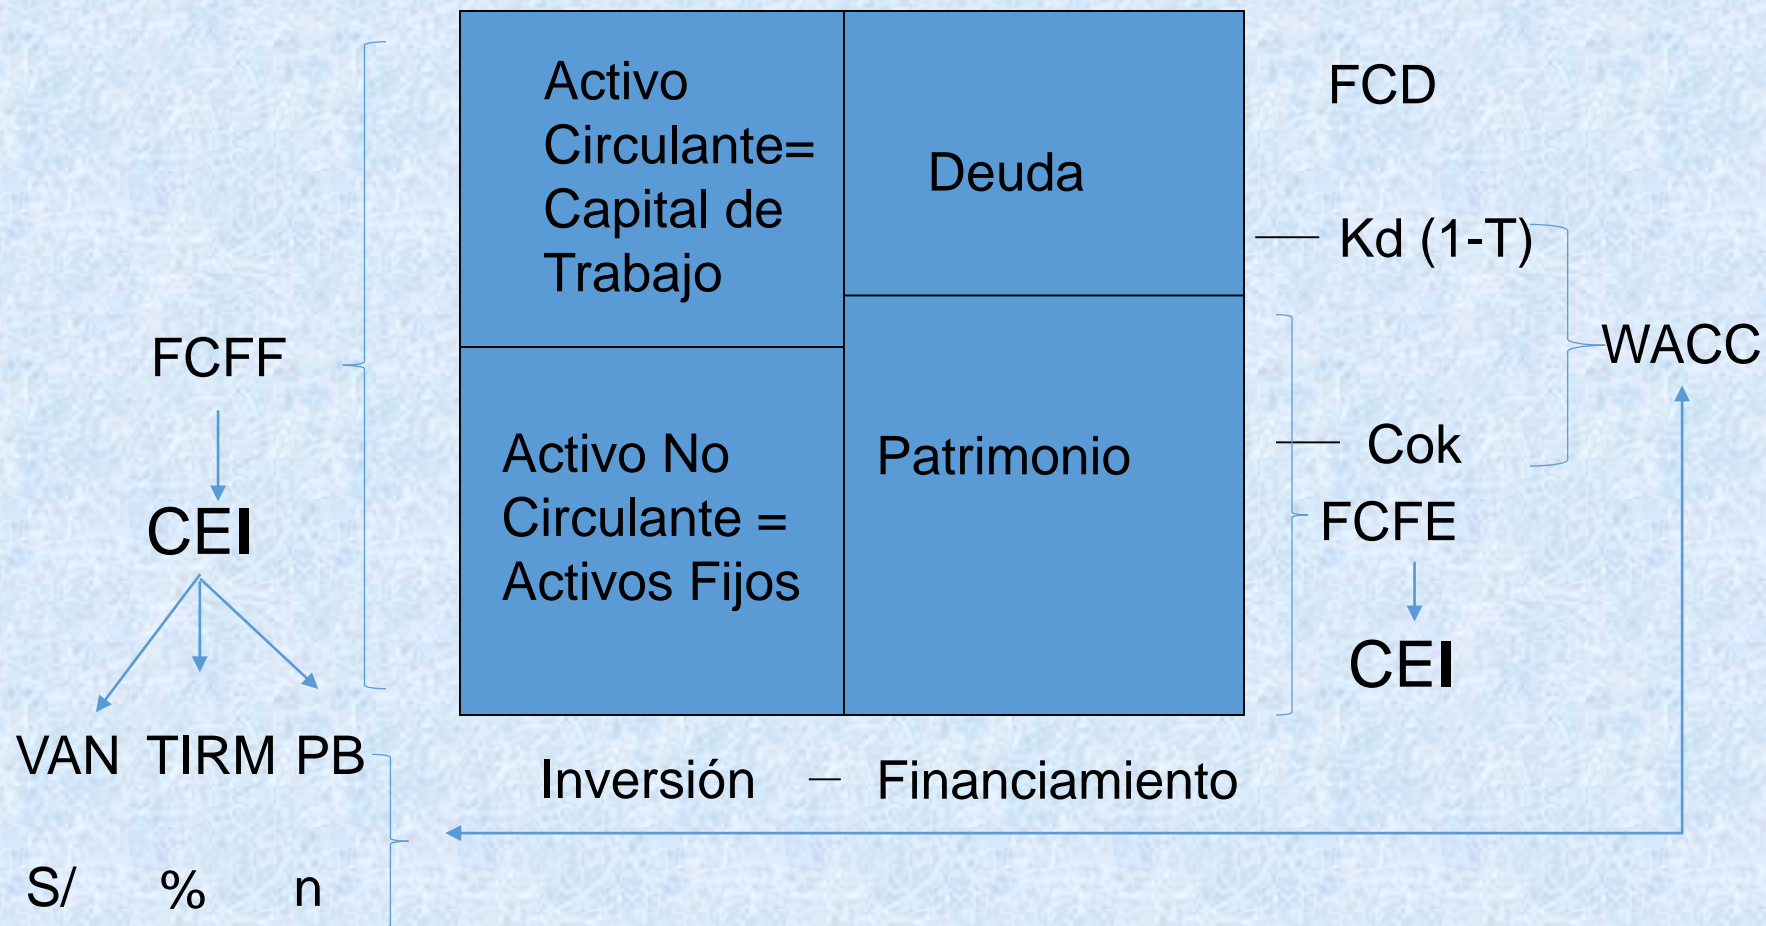 Activo
Circulante=
Capital de
Trabajo
Deuda
FCD
Kd (1-T)
FCFF
WACC
CEI
Activo No
Circulante =
Activos Fijos
Patrimonio
Cok
FCFE
CEI
VAN TIRM PB
Inversión – Financiamiento
S/ % n